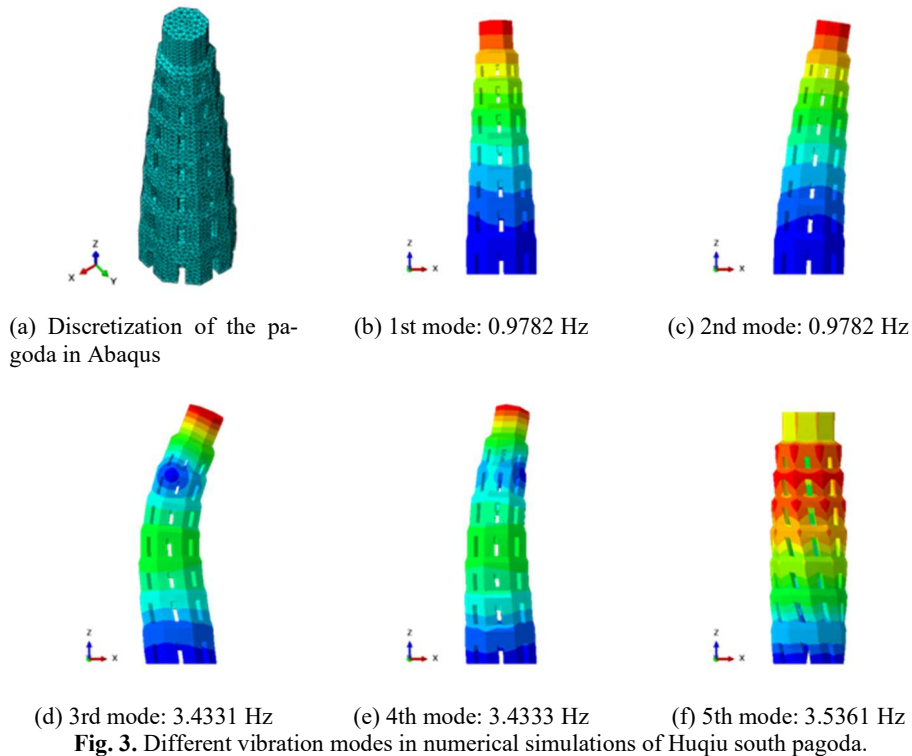 Z
X
Y
Z
X
Z
X
(a) Discretization of the pa-
goda in Abaqus
(b) 1st mode: 0.9782 Hz
(c) 2nd mode: 0.9782 Hz
Z
X
Z
X
Z
X
(d) 3rd mode: 3.4331 Hz
(e) 4th mode: 3.4333 Hz
(f) 5th mode: 3.5361 Hz
Fig. 3. Different vibration modes in numerical simulations of Huqiu south pagoda.